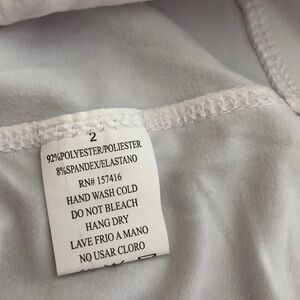 2
92%POLYESTER/POLIESTER
8%SPANDEX/ELASTANO
RN# 157416
HAND WASH COLD
DO NOT BLEACH
HANG DRY
LAVE FRIO A MANO
NO USAR CLORO